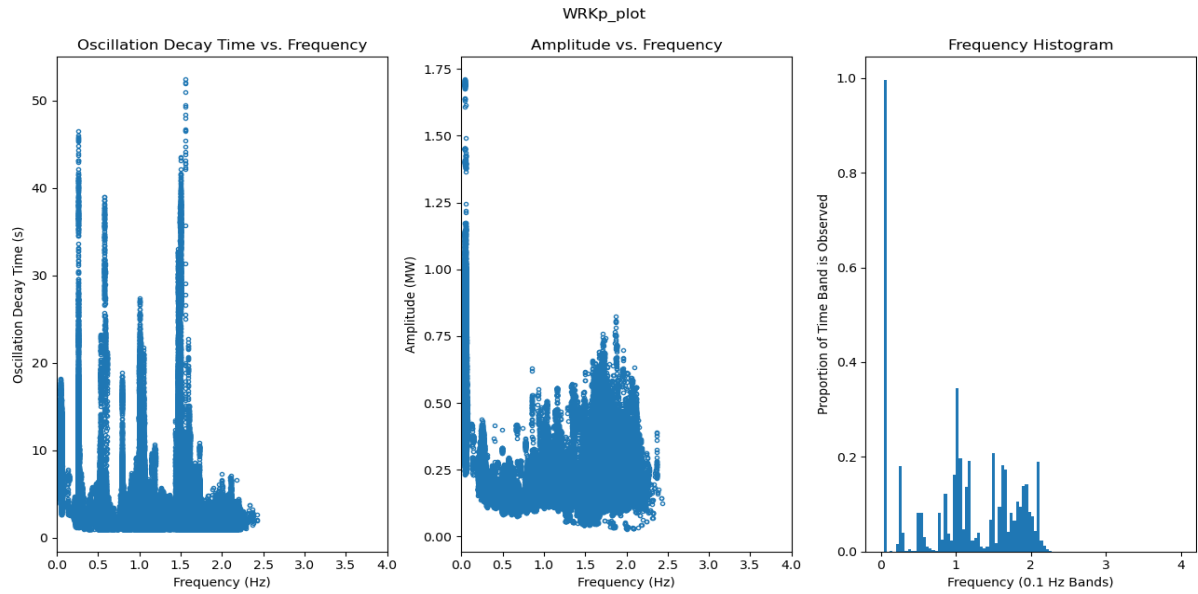 WRKp_plot
Oscillation Decay Time vs. Frequency
Oscillation Decay Time (s)
50
40
30
20
10
0
0.0 0.5 1.0 1.5 2.0 2.5 3.0 3.5 4.0
Frequency (Hz)
Amplitude vs. Frequency
Amplitude (MW)
1.75
1.50
1.25
1.00
0.75
0.50
0.25
0.00
0.0 0.5 1.0 1.5 2.0 2.5 3.0 3.5 4.0
Frequency (Hz)
Frequency Histogram
Proportion of Time Band is Observed
1.0
0.8
0.6
0.4
0.2
0.0
0 1 2 3 4
Frequency (0.1 Hz Bands)